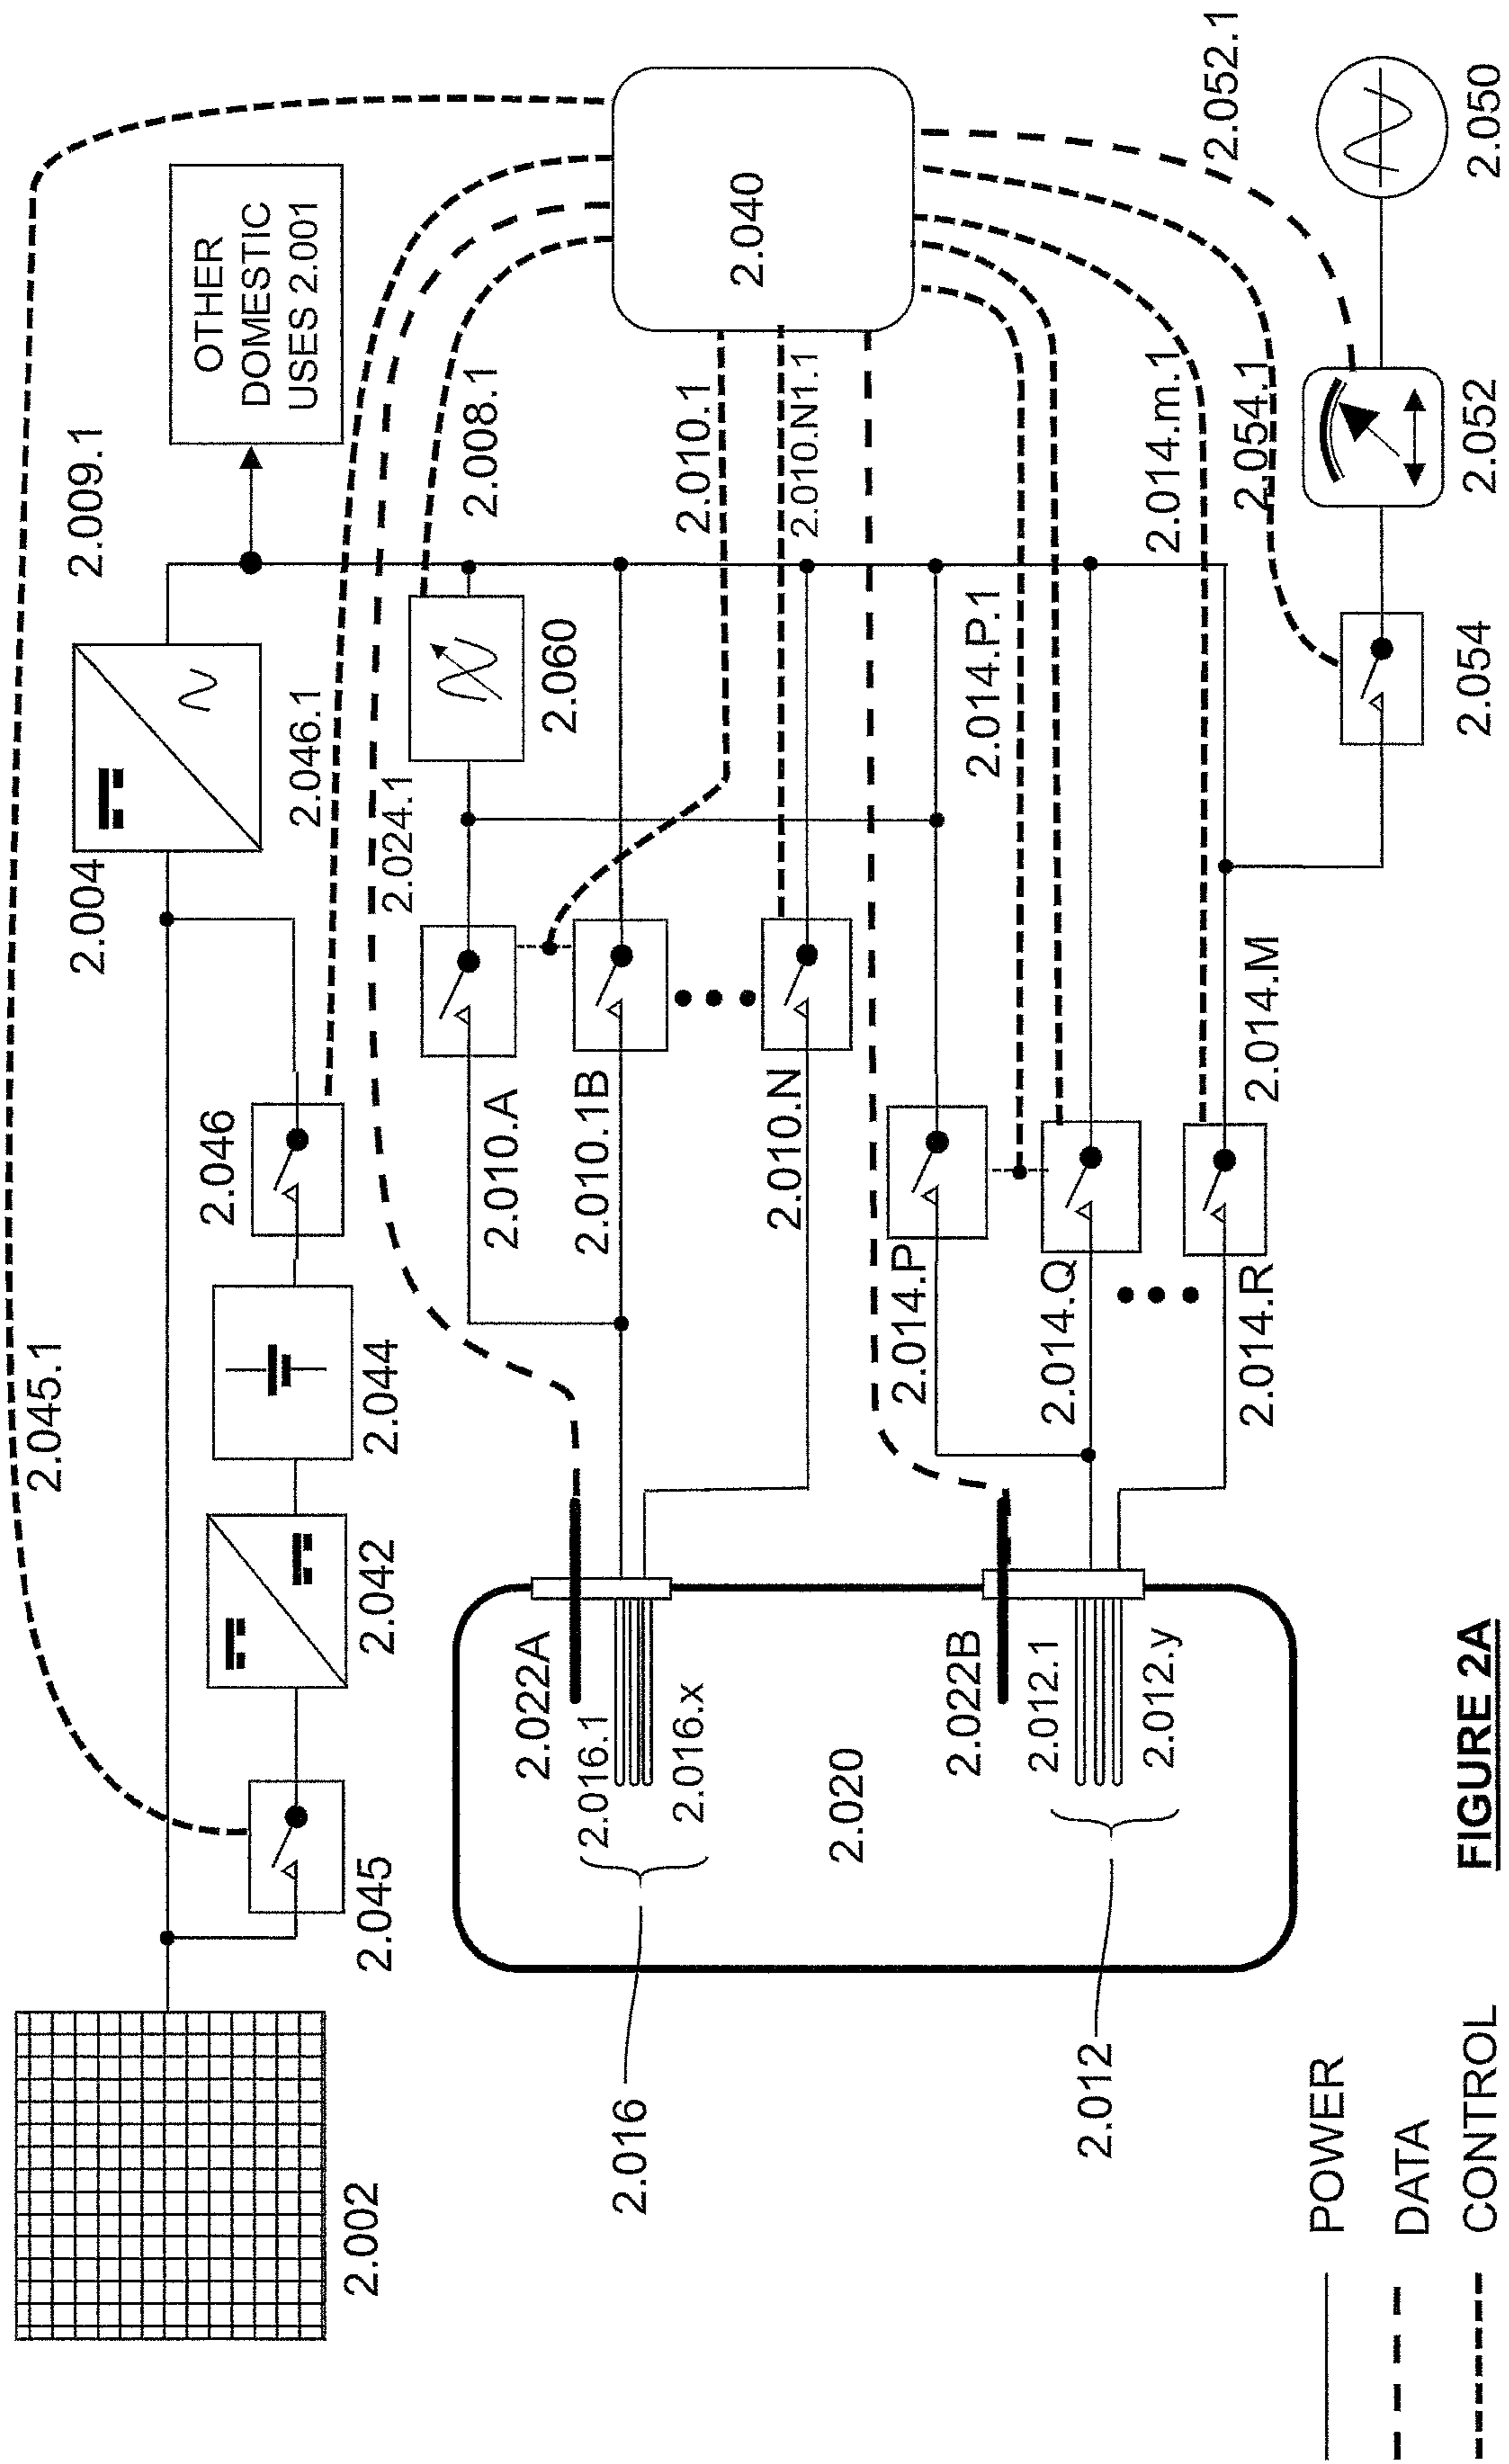 2.002
2.045.1
2.045
2.042
2.044
2.046
2.004
2.046.1
2.009.1
OTHER
DOMESTIC
USES 2.001
2.024.1
2.060
2.008.1
2.010.1
2.010.N1.1
2.040
2.010.A
2.010.1B
2.010.N
2.022A
2.016.1
2.016.x
2.016
2.020
2.022B
2.012.1
2.012.y
2.012
2.014.P
2.014.Q
2.014.R
2.014.P.1
2.014.M
2.014.m.1
2.054.1
2.052.1
2.054
2.052
2.050
POWER
DATA
CONTROL
FIGURE 2A